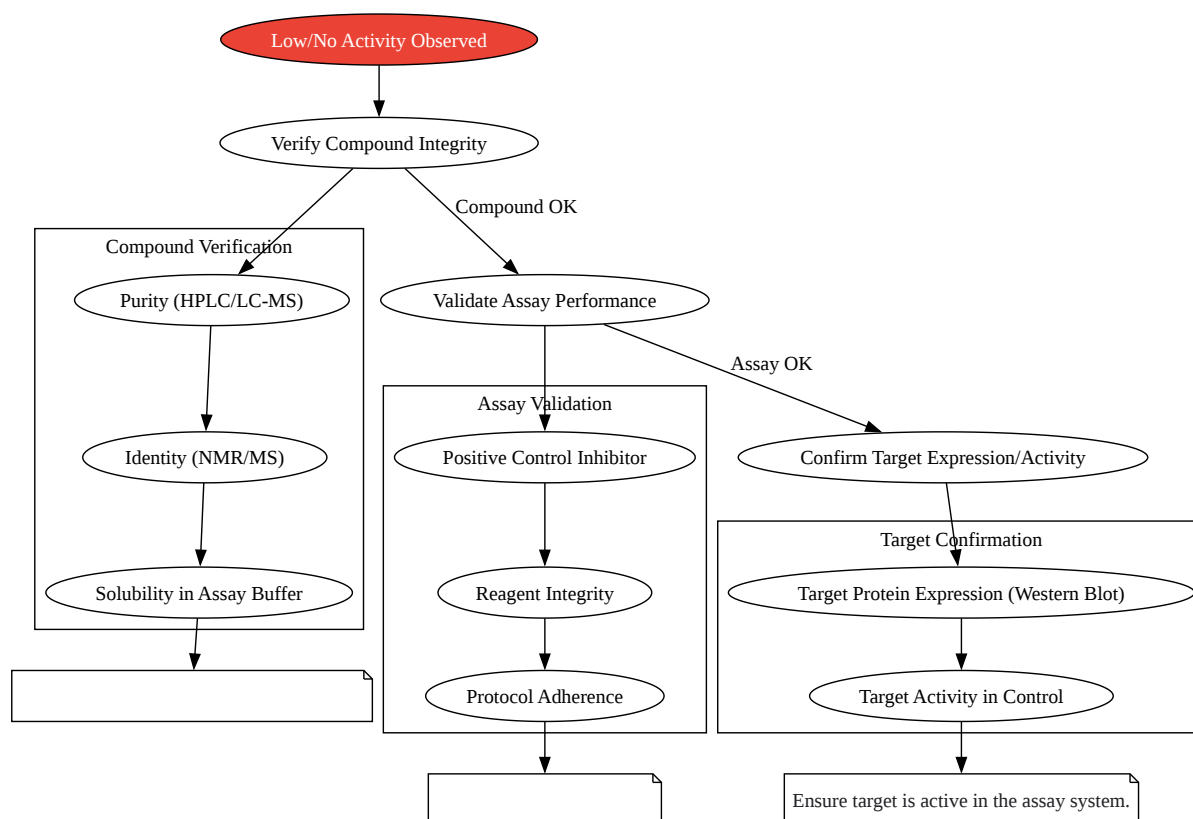 Low/No Activity Observed
Verify Compound Integrity
Compound OK
Compound Verification
Purity (HPLC/LC-MS)
Validate Assay Performance
Assay OK
Assay Validation
Identity (NMR/MS)
Positive Control Inhibitor
Confirm Target Expression/Activity
Target Confirmation
Solubility in Assay Buffer
Reagent Integrity
Target Protein Expression (Western Blot)
Protocol Adherence
Target Activity in Control
Ensure target is active in the assay system.